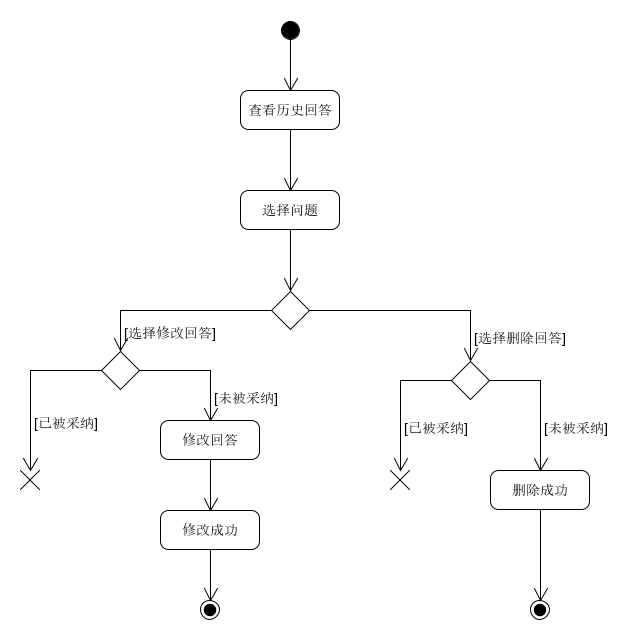 查看历史回答
选择问题
[选择修改回答]
[选择删除回答]
[未被采纳]
[已被采纳]
[已被采纳]
[未被采纳]
修改回答
删除成功
修改成功